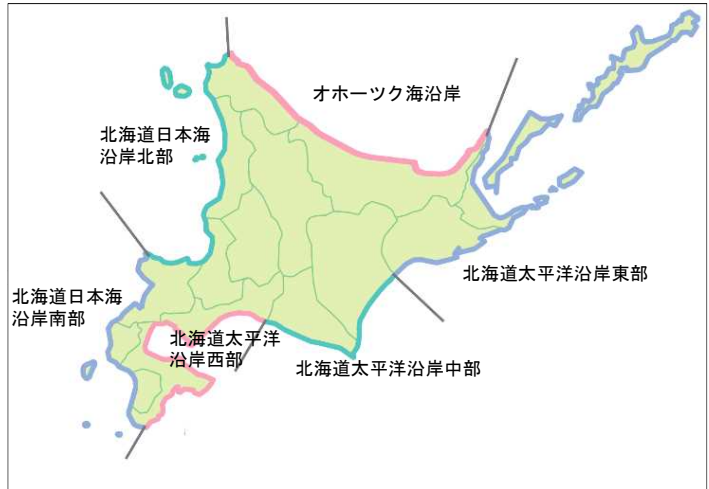 オホーツク海沿岸
北海道日本海
沿岸北部
北海道太平洋沿岸東部
北海道日本海
沿岸南部
北海道太平洋
沿岸西部
北海道太平洋沿岸中部